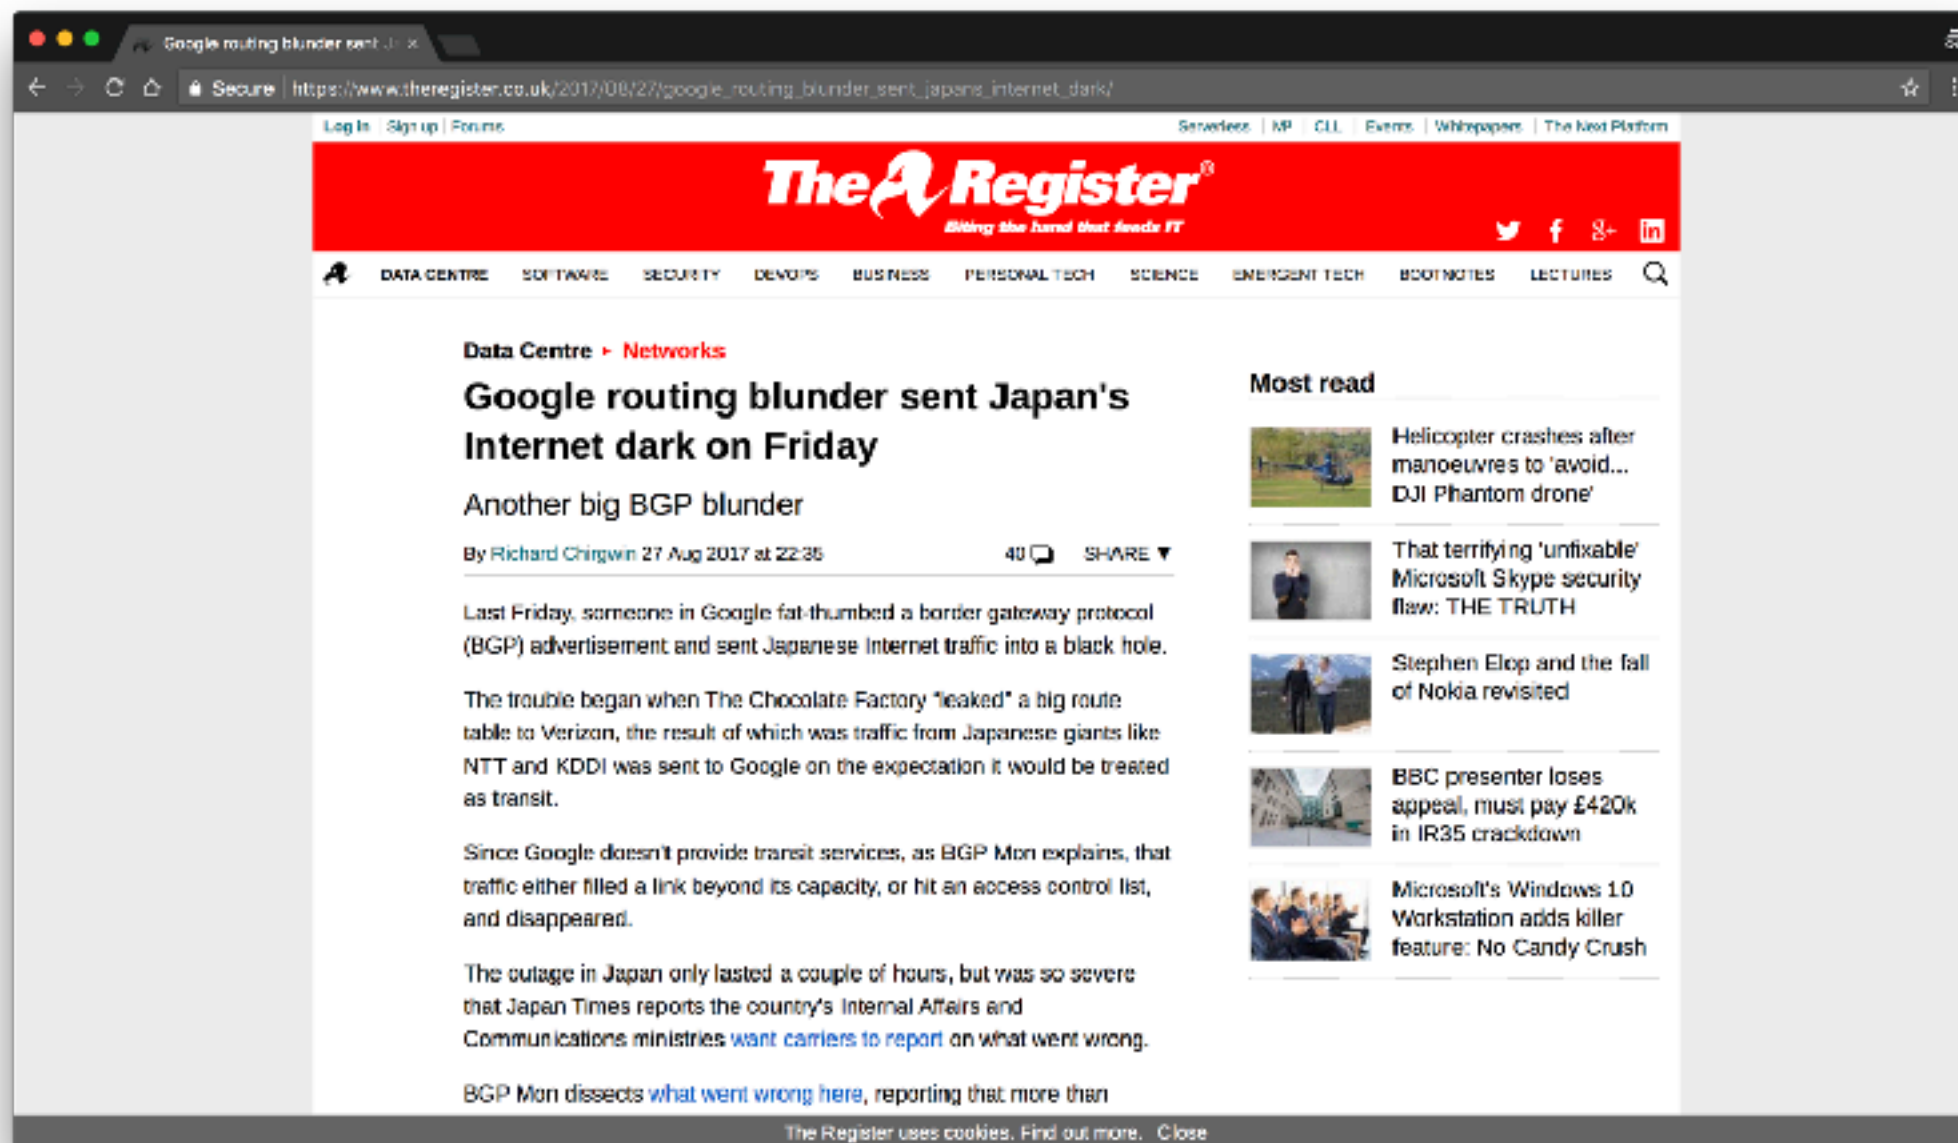 Google routing blunder sent Ja
Secure https://www.theregister.co.uk/2017/08/27/google_routing_blunder_sent_japans_internet_dark/
Log In Sign up Forums
Serverless M³ CLL Events Whitepapers The Next Platform
The Register®
Biting the hand that feeds IT
DATA CENTRE SOFTWARE SECURITY DEVOPS BUSINESS PERSONAL TECH SCIENCE EMERGENT TECH BOOTNOTES LECTURES
Data Centre Networks
Google routing blunder sent Japan's
Internet dark on Friday
Another big BGP blunder
By Richard Chirgwin 27 Aug 2017 at 22:35
40 SHARE ▼
Last Friday, someone in Google fat-thumbed a border gateway protocol
(BGP) advertisement and sent Japanese Internet traffic into a black hole.
The trouble began when The Chocolate Factory "leaked" a big route
table to Verizon, the result of which was traffic from Japanese giants like
NTT and KDDI was sent to Google on the expectation it would be treated
as transit.
Since Google doesn't provide transit services, as BGP Mon explains, that
traffic either filled a link beyond its capacity, or hit an access control list,
and disappeared.
The outage in Japan only lasted a couple of hours, but was so severe
that Japan Times reports the country's Internal Affairs and
Communications ministries want carriers to report on what went wrong.
BGP Mon dissects what went wrong here, reporting that more than
Most read
Helicopter crashes after
manoeuvres to 'avoid...
DJI Phantom drone'
That terrifying 'unfixable'
Microsoft Skype security
flaw: THE TRUTH
Stephen Elop and the fall
of Nokia revisited
BBC presenter loses
appeal, must pay £420k
in IR35 crackdown
Microsoft's Windows 10
Workstation adds killer
feature: No Candy Crush
The Register uses cookies. Find out more. Close